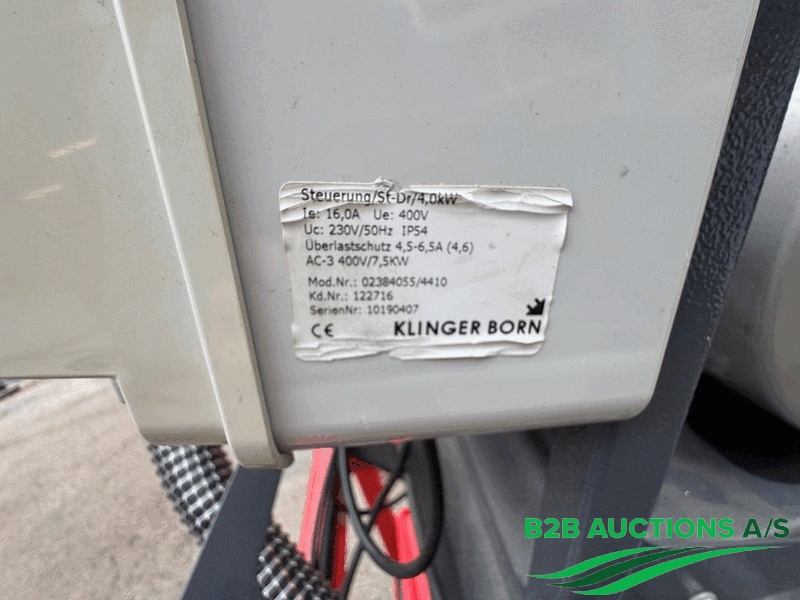 Steuerung/St-Dr/4,0kW
Ie: 16,0A Ue: 400V
Uc: 230V/50Hz IP54
Überlastschutz 4,5-6,5A (4,6)
AC-3 400V/7,5KW
Mod.Nr.: 02384055/4410
Kd.Nr.: 122716
SerienNr: 10190407
CE KLINGER BORN
B2B AUCTIONS A/S